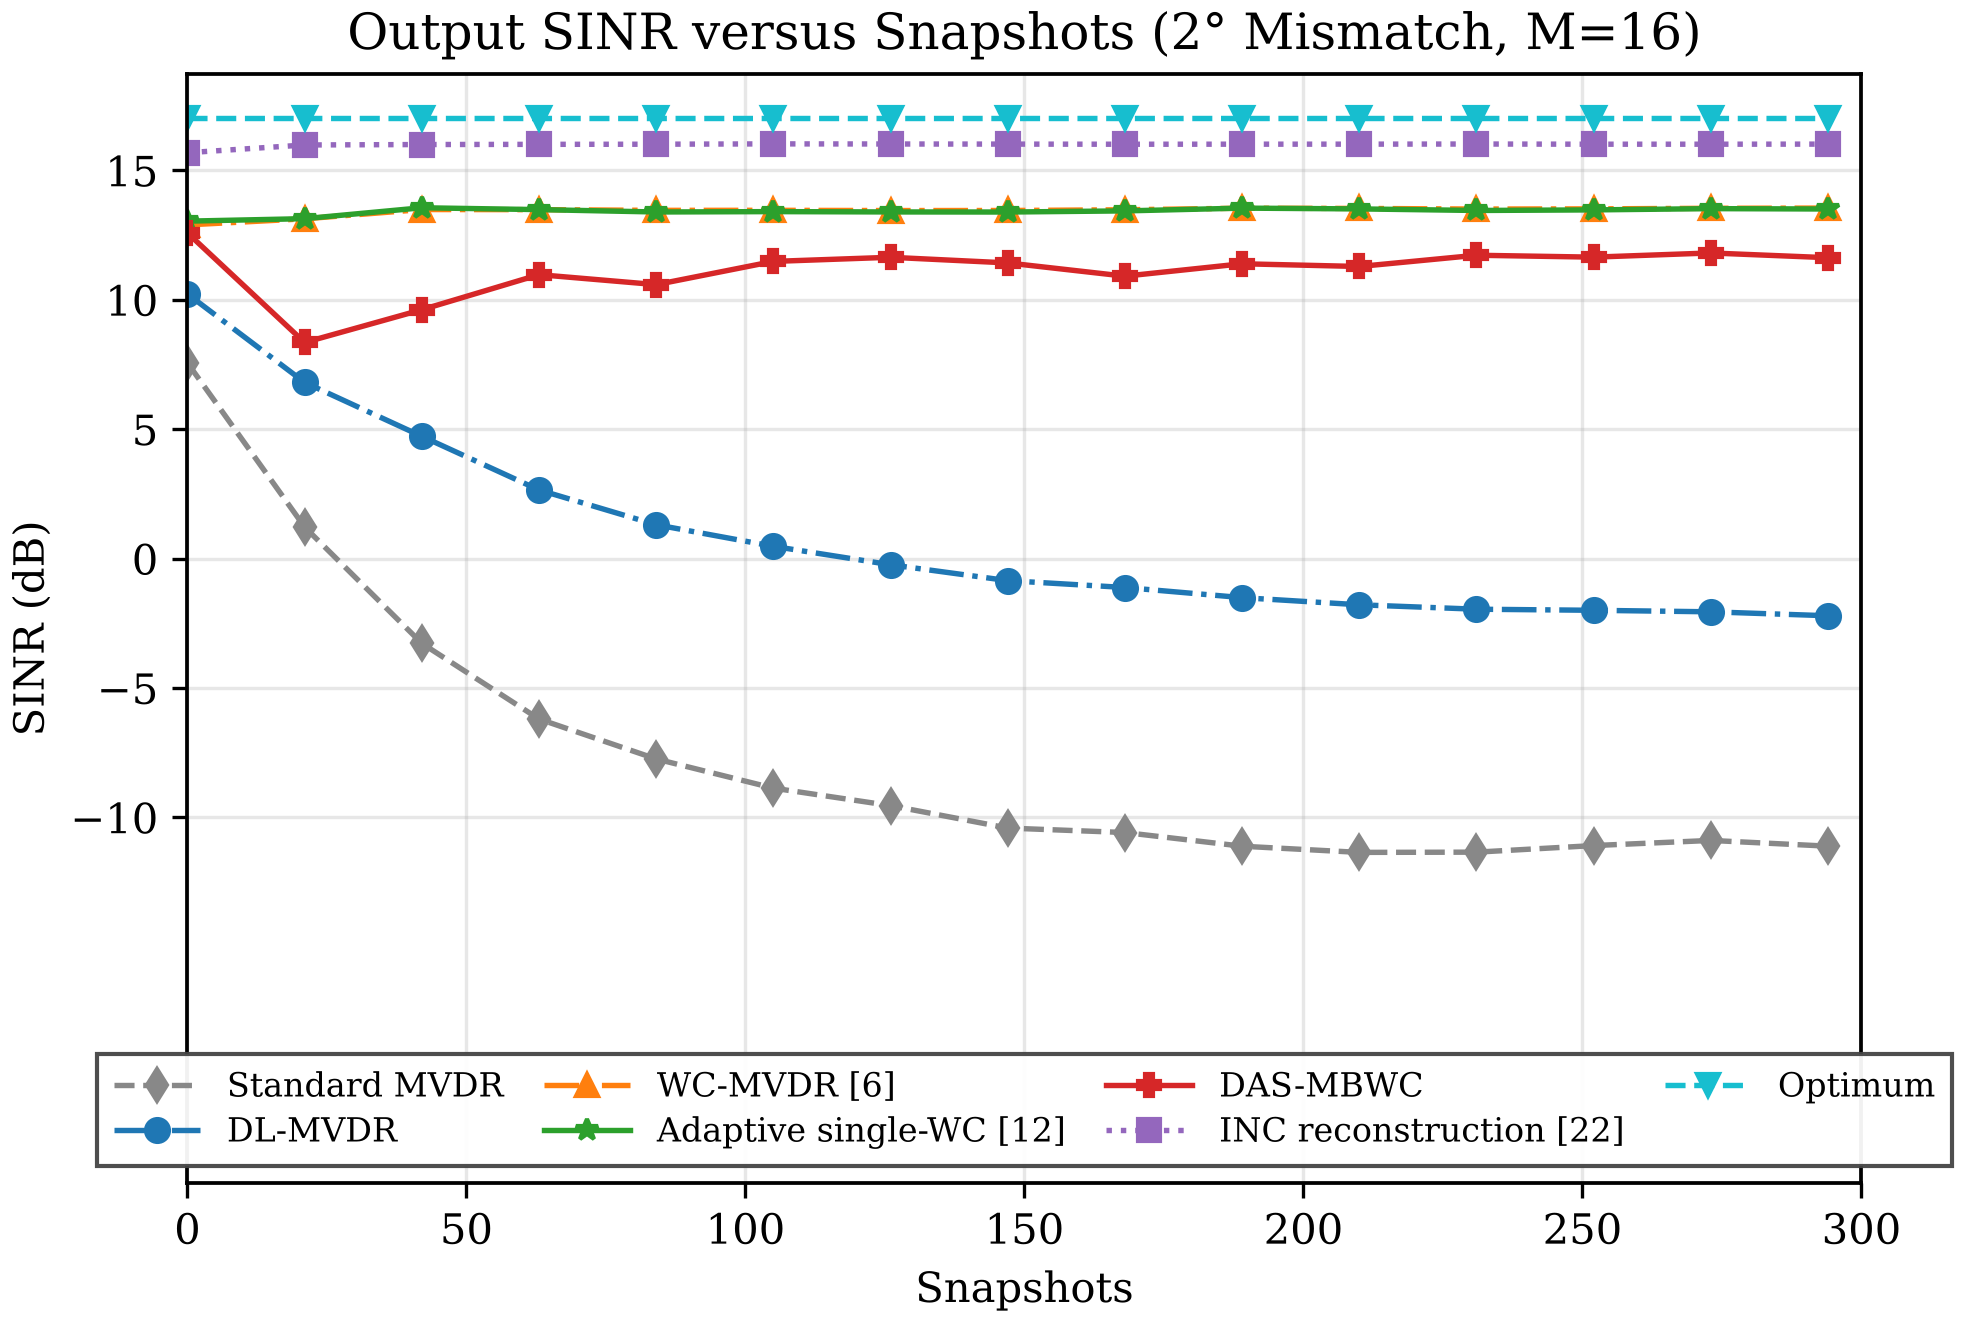 Output SINR versus Snapshots (2° Mismatch, M=16)
SINR (dB)
15
10
5
0
−5
−10
Standard MVDR
DL-MVDR
WC-MVDR [6]
Adaptive single-WC [12]
DAS-MBWC
INC reconstruction [22]
Optimum
0 50 100 150 200 250 300
Snapshots